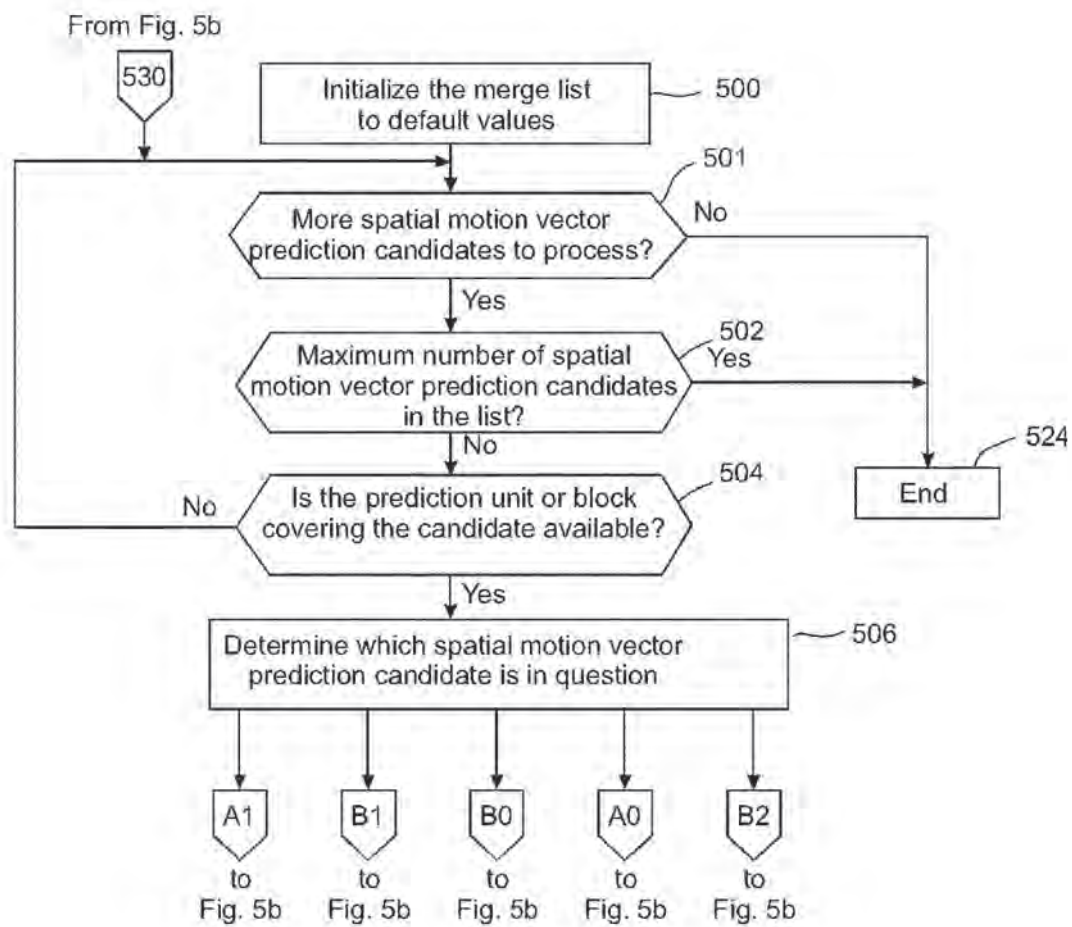 From Fig. 5b
530
Initialize the merge list
to default values
500
501
More spatial motion vector
prediction candidates to process?
No
Yes
502
Maximum number of spatial
motion vector prediction candidates
in the list?
Yes
No
524
End
504
Is the prediction unit or block
covering the candidate available?
No
Yes
506
Determine which spatial motion vector
prediction candidate is in question
A1 B1 B0 A0 B2
to to to to to
Fig. 5b Fig. 5b Fig. 5b Fig. 5b Fig. 5b